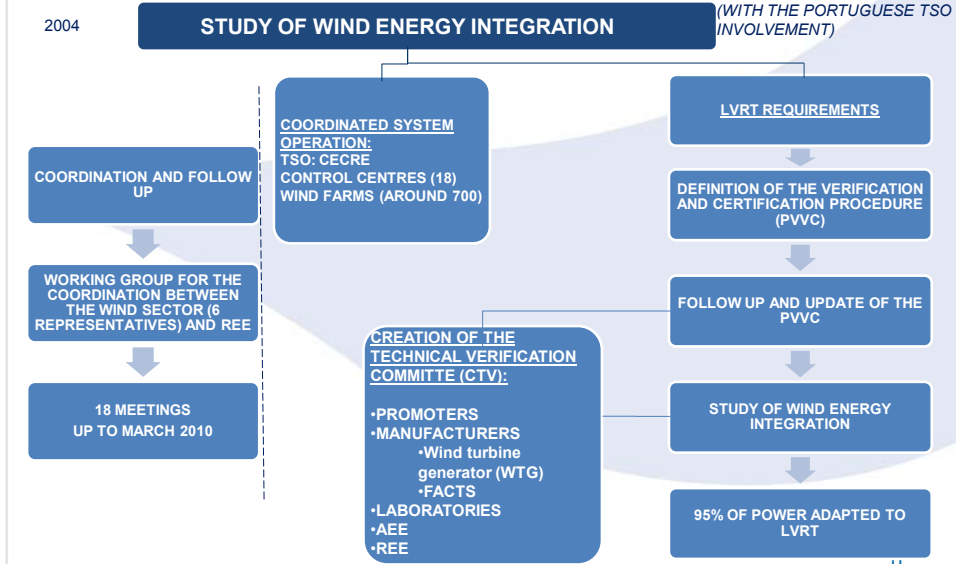 2004
STUDY OF WIND ENERGY INTEGRATION
(WITH THE PORTUGUESE TSO
INVOLVEMENT)
COORDINATION AND FOLLOW
UP
WORKING GROUP FOR THE
COORDINATION BETWEEN
THE WIND SECTOR (6
REPRESENTATIVES) AND REE
18 MEETINGS
UP TO MARCH 2010
COORDINATED SYSTEM
OPERATION:
TSO: CECRE
CONTROL CENTRES (18)
WIND FARMS (AROUND 700)
CREATION OF THE
TECHNICAL VERIFICATION
COMMITTE (CTV):
•PROMOTERS
•MANUFACTURERS
•Wind turbine
generator (WTG)
•FACTS
•LABORATORIES
•AEE
•REE
LVRT REQUIREMENTS
DEFINITION OF THE VERIFICATION
AND CERTIFICATION PROCEDURE
(PVVC)
FOLLOW UP AND UPDATE OF THE
PVVC
STUDY OF WIND ENERGY
INTEGRATION
95% OF POWER ADAPTED TO
LVRT